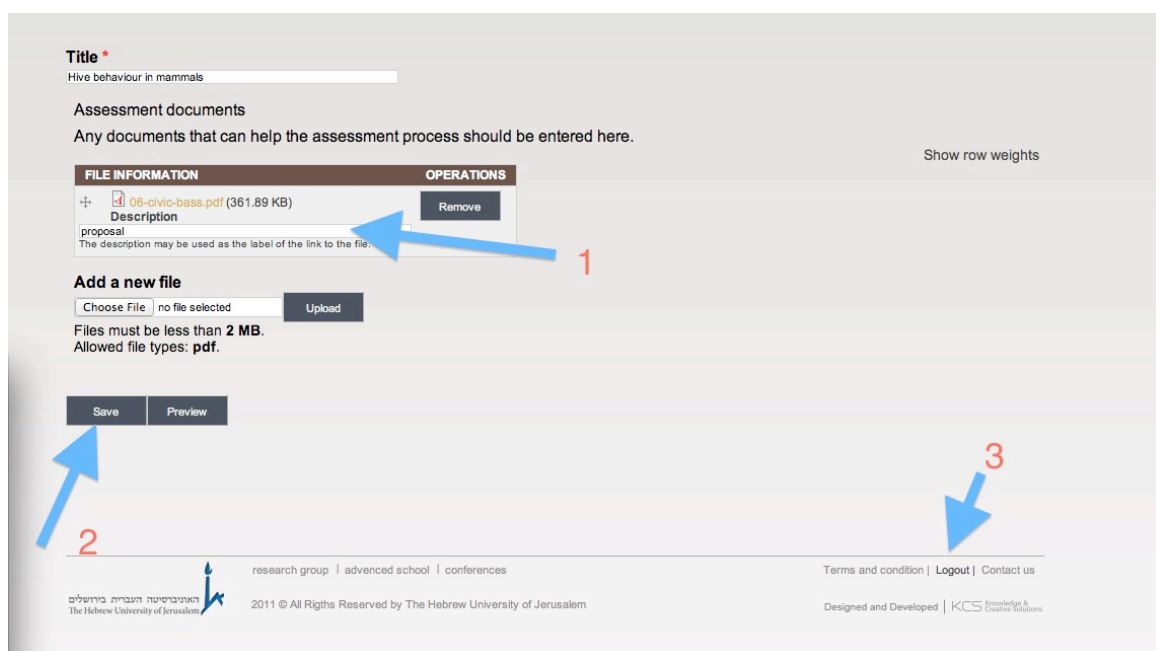 Title *
Hive behaviour in mammals
Assessment documents
Any documents that can help the assessment process should be entered here.
Show row weights
FILE INFORMATION OPERATIONS
06-civic-bass.pdf (361.89 KB) Remove
Description
proposal
The description may be used as the label of the link to the file.
1
Add a new file
Choose File no file selected Upload
Files must be less than 2 MB.
Allowed file types: pdf.
Save Preview
3
2
research group | advenced school | conferences Terms and condition | Logout | Contact us
האוניברסיטה העברית בירושלים
The Hebrew University of Jerusalem
2011 © All Rigths Reserved by The Hebrew University of Jerusalem
Designed and Developed | KCS Knowledge & Creative Solutions